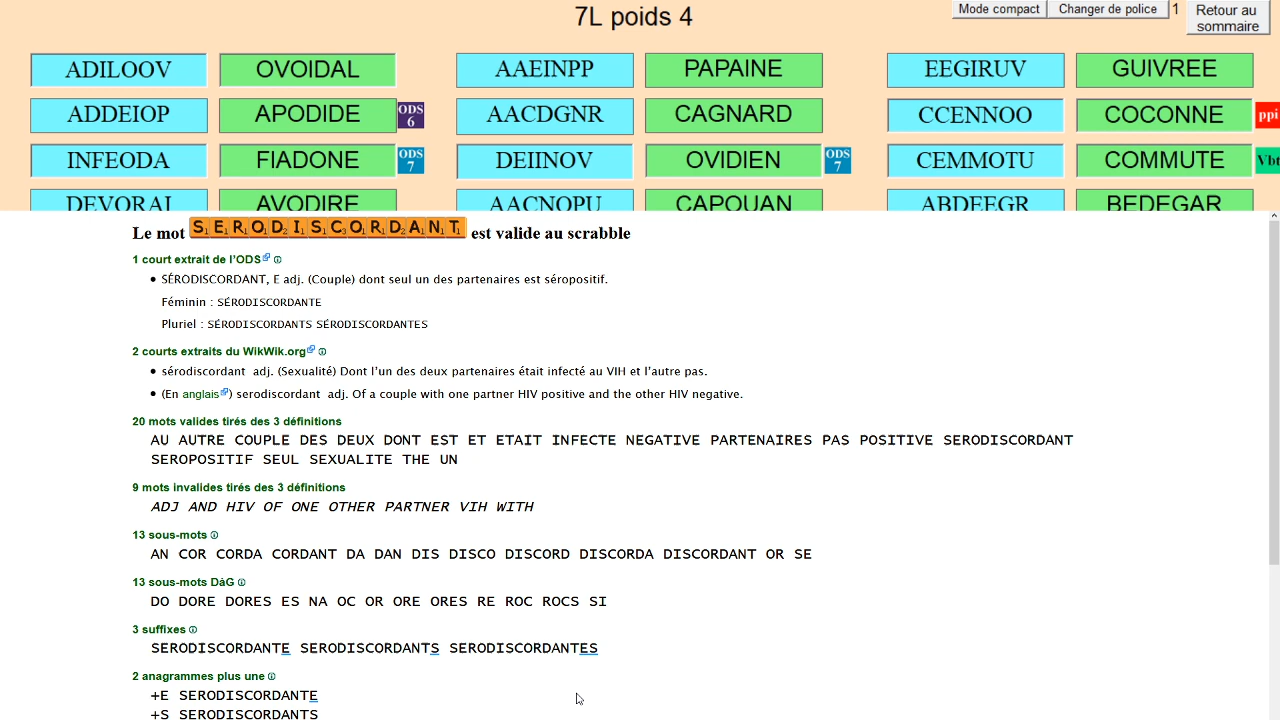 7L poids 4
Mode compact Changer de police 1 Retour au sommaire
ADILOOV OVOIDAL AAEINPP PAPAINE EEGIRUV GUIVREE
ADDEIOP APODIDE ODS 6 AACDGNR CAGNARD CCENNOO COCONNE ppi
INFEODA FIADONE ODS 7 DEIINOV OVIDIEN ODS 7 CEMMOTU COMMUTE Vbt
DEVORAI AVODIRE AACNOPU CAPOUAN ABDEEGR BEDEGAR
Le mot S1E1R1O1D2I1S1C3O1R1D2A1N1T1 est valide au scrabble
1 court extrait de l'ODS
• SÉRODISCORDANT, E adj. (Couple) dont seul un des partenaires est séropositif.
Féminin : SÉRODISCORDANTE
Pluriel : SÉRODISCORDANTS SÉRODISCORDANTES
2 courts extraits du WikWik.org
• sérodiscordant adj. (Sexualité) Dont l'un des deux partenaires était infecté au VIH et l'autre pas.
• (En anglais) serodiscordant adj. Of a couple with one partner HIV positive and the other HIV negative.
20 mots valides tirés des 3 définitions
AU AUTRE COUPLE DES DEUX DONT EST ET ETAIT INFECTE NEGATIVE PARTENAIRES PAS POSITIVE SERODISCORDANT
SEROPOSITIF SEUL SEXUALITE THE UN
9 mots invalides tirés des 3 définitions
ADJ AND HIV OF ONE OTHER PARTNER VIH WITH
13 sous-mots
AN COR CORDA CORDANT DA DAN DIS DISCO DISCORD DISCORDA DISCORDANT OR SE
13 sous-mots DàG
DO DORE DORES ES NA OC OR ORE ORES RE ROC ROCS SI
3 suffixes
SERODISCORDANTE SERODISCORDANTS SERODISCORDANTES
2 anagrammes plus une
+E SERODISCORDANTE
+S SERODISCORDANTS